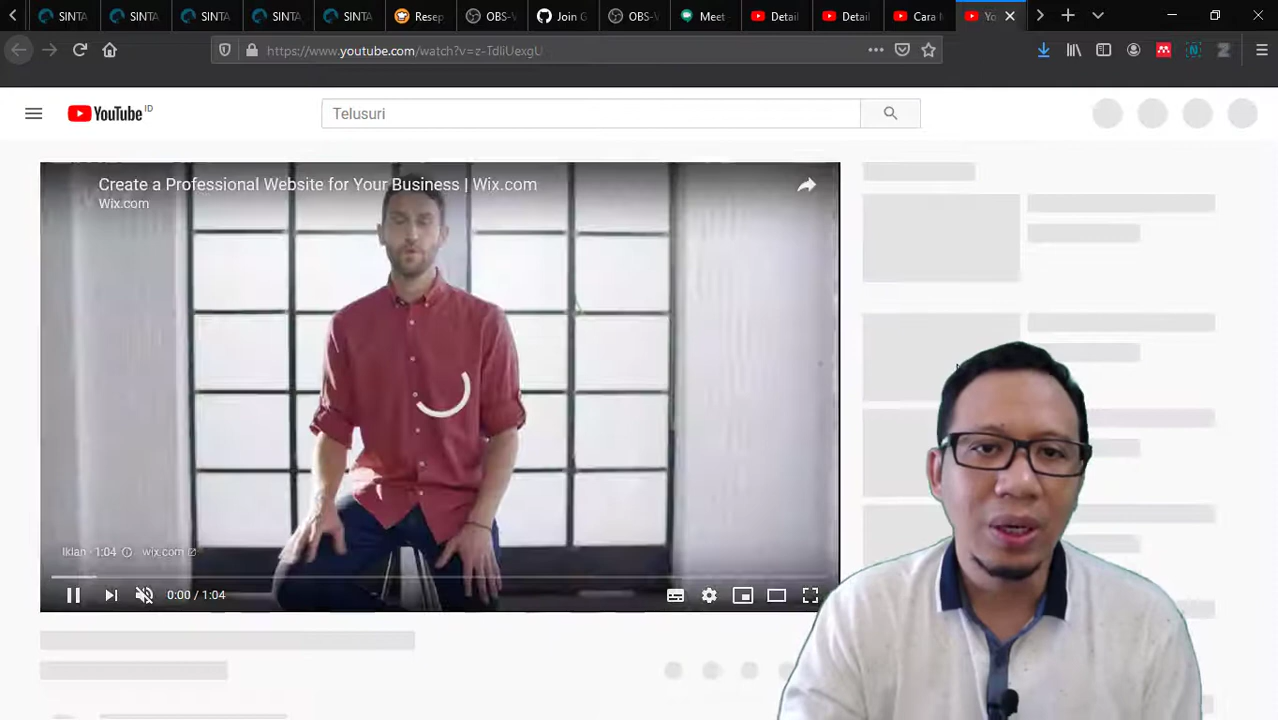 SINTA
SINTA
SINTA
SINTA
SINTA
Resep
OBS-
Join G
OBS-
Meet
Detail
Detail
Cara
Yo
https://www.youtube.com/watch?v=z-TdliUexgU
YouTube ID
Telusuri
Create a Professional Website for Your Business | Wix.com
Wix.com
Iklan · 1:04 wix.com
0:00 / 1:04